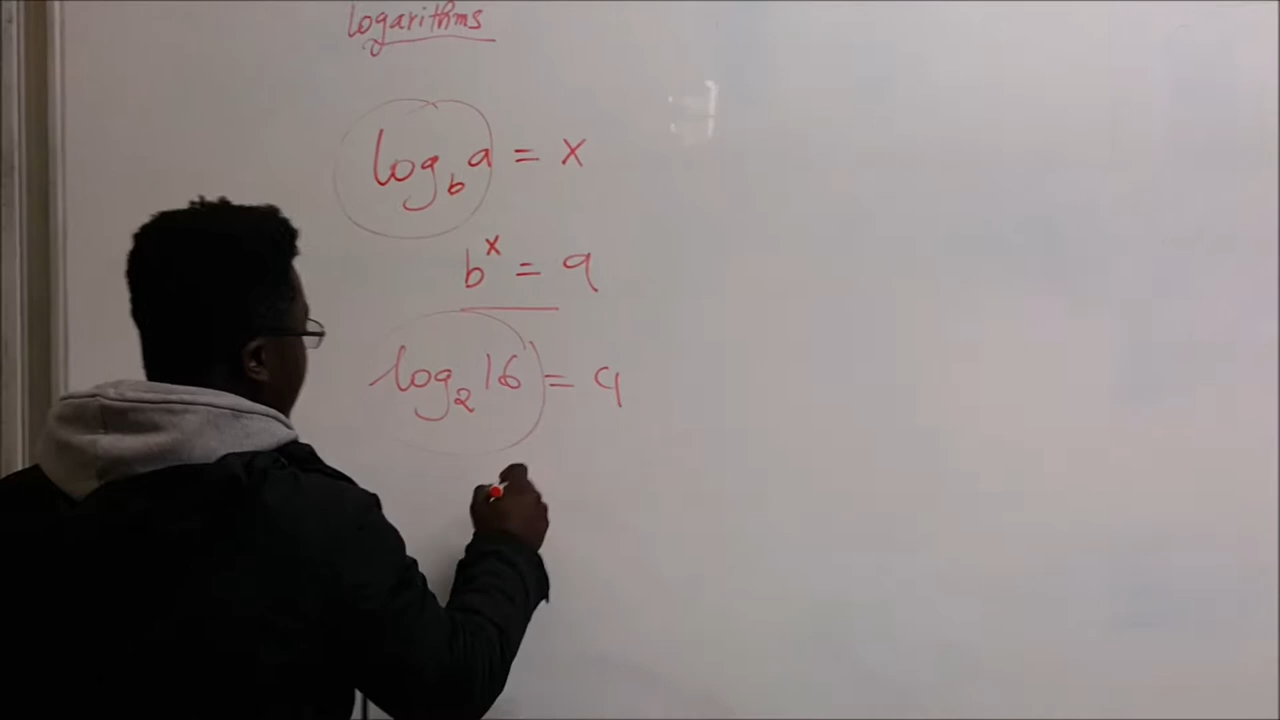 logarithms
log_b a = x
b^x = a
log_2 16 = 4